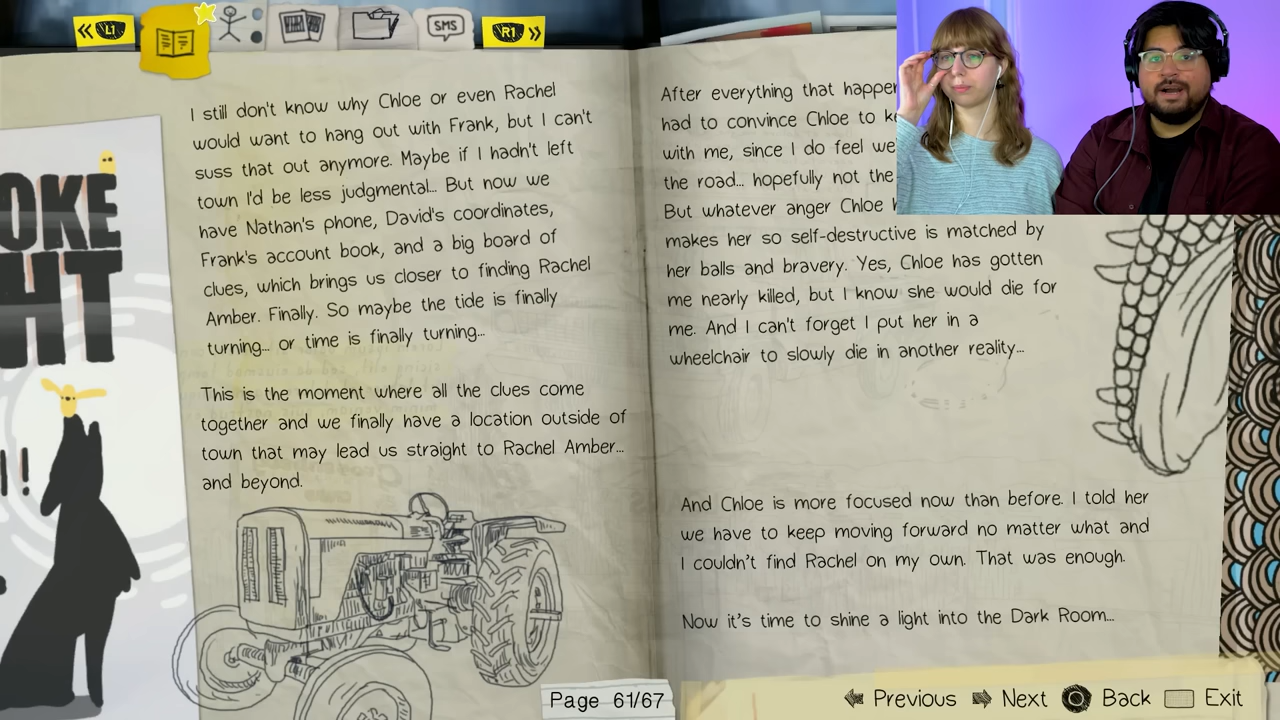 L1
SMS
R1
OKE
HT
!!
I still don't know why Chloe or even Rachel
would want to hang out with Frank, but I can't
suss that out anymore. Maybe if I hadn't left
town I'd be less judgmental... But now we
have Nathan's phone, David's coordinates,
Frank's account book, and a big board of
clues, which brings us closer to finding Rachel
Amber. Finally. So maybe the tide is finally
turning... or time is finally turning...
This is the moment where all the clues come
together and we finally have a location outside of
town that may lead us straight to Rachel Amber...
and beyond.
After everything that happen
had to convince Chloe to
with me, since I do feel we
the road... hopefully not the
But whatever anger Chloe
makes her so self-destructive is matched by
her balls and bravery. Yes, Chloe has gotten
me nearly killed, but I know she would die for
me. And I can't forget I put her in a
wheelchair to slowly die in another reality...
And Chloe is more focused now than before. I told her
we have to keep moving forward no matter what and
I couldn't find Rachel on my own. That was enough.
Now it's time to shine a light into the Dark Room...
Page 61/67
Previous Next Back Exit